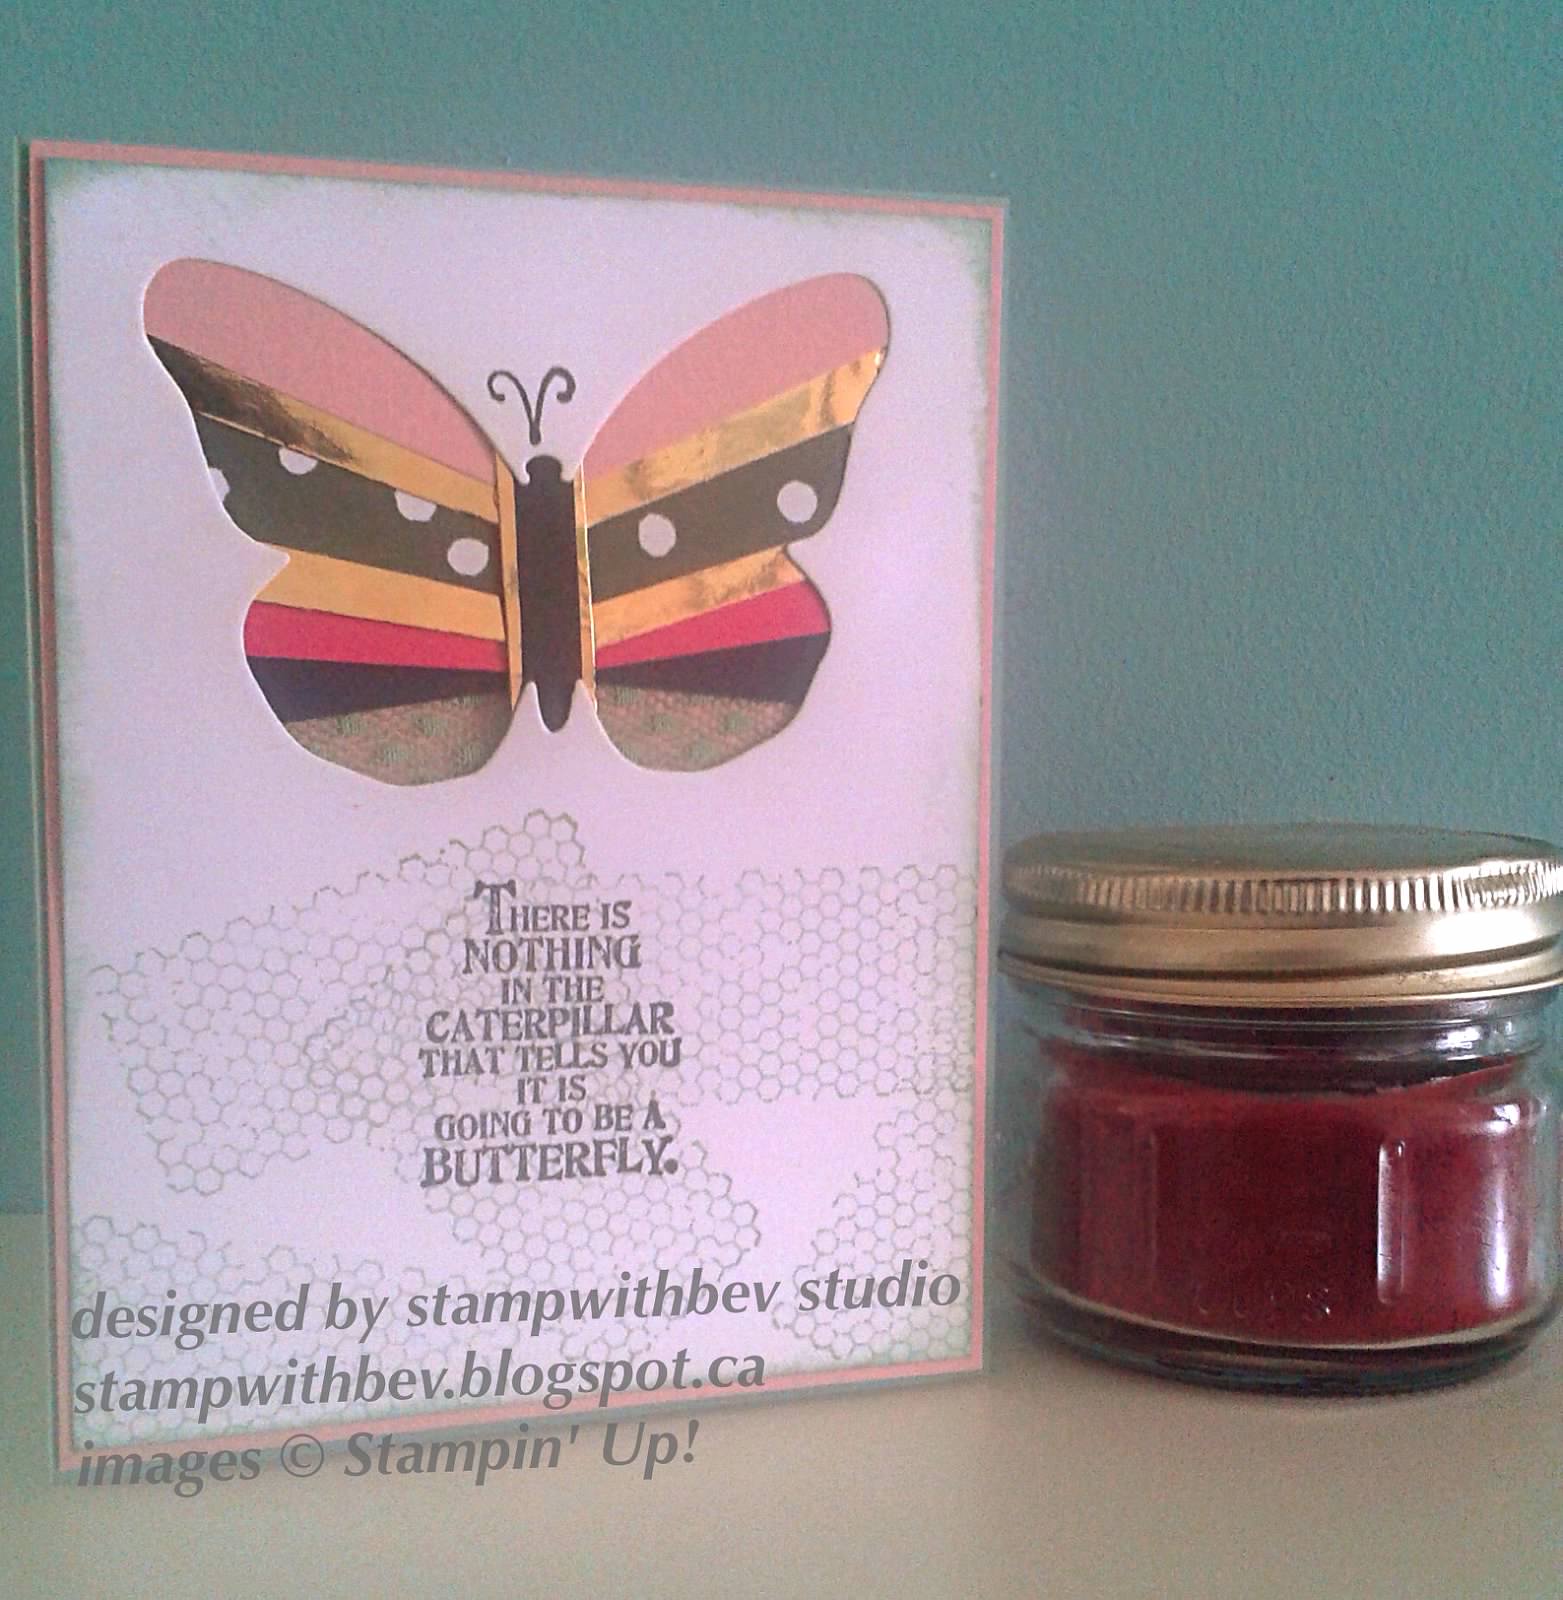 THERE IS
NOTHING
IN THE
CATERPILLAR
THAT TELLS YOU
IT IS
GOING TO BE A
BUTTERFLY.
designed by stampwithbev studio
stampwithbev.blogspot.ca
images © Stampin' Up!